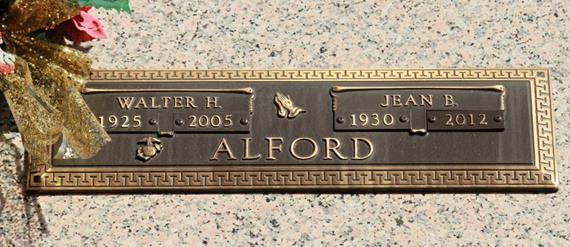 WALTER H.
1925 2005
JEAN B.
1930 2012
ALFORD